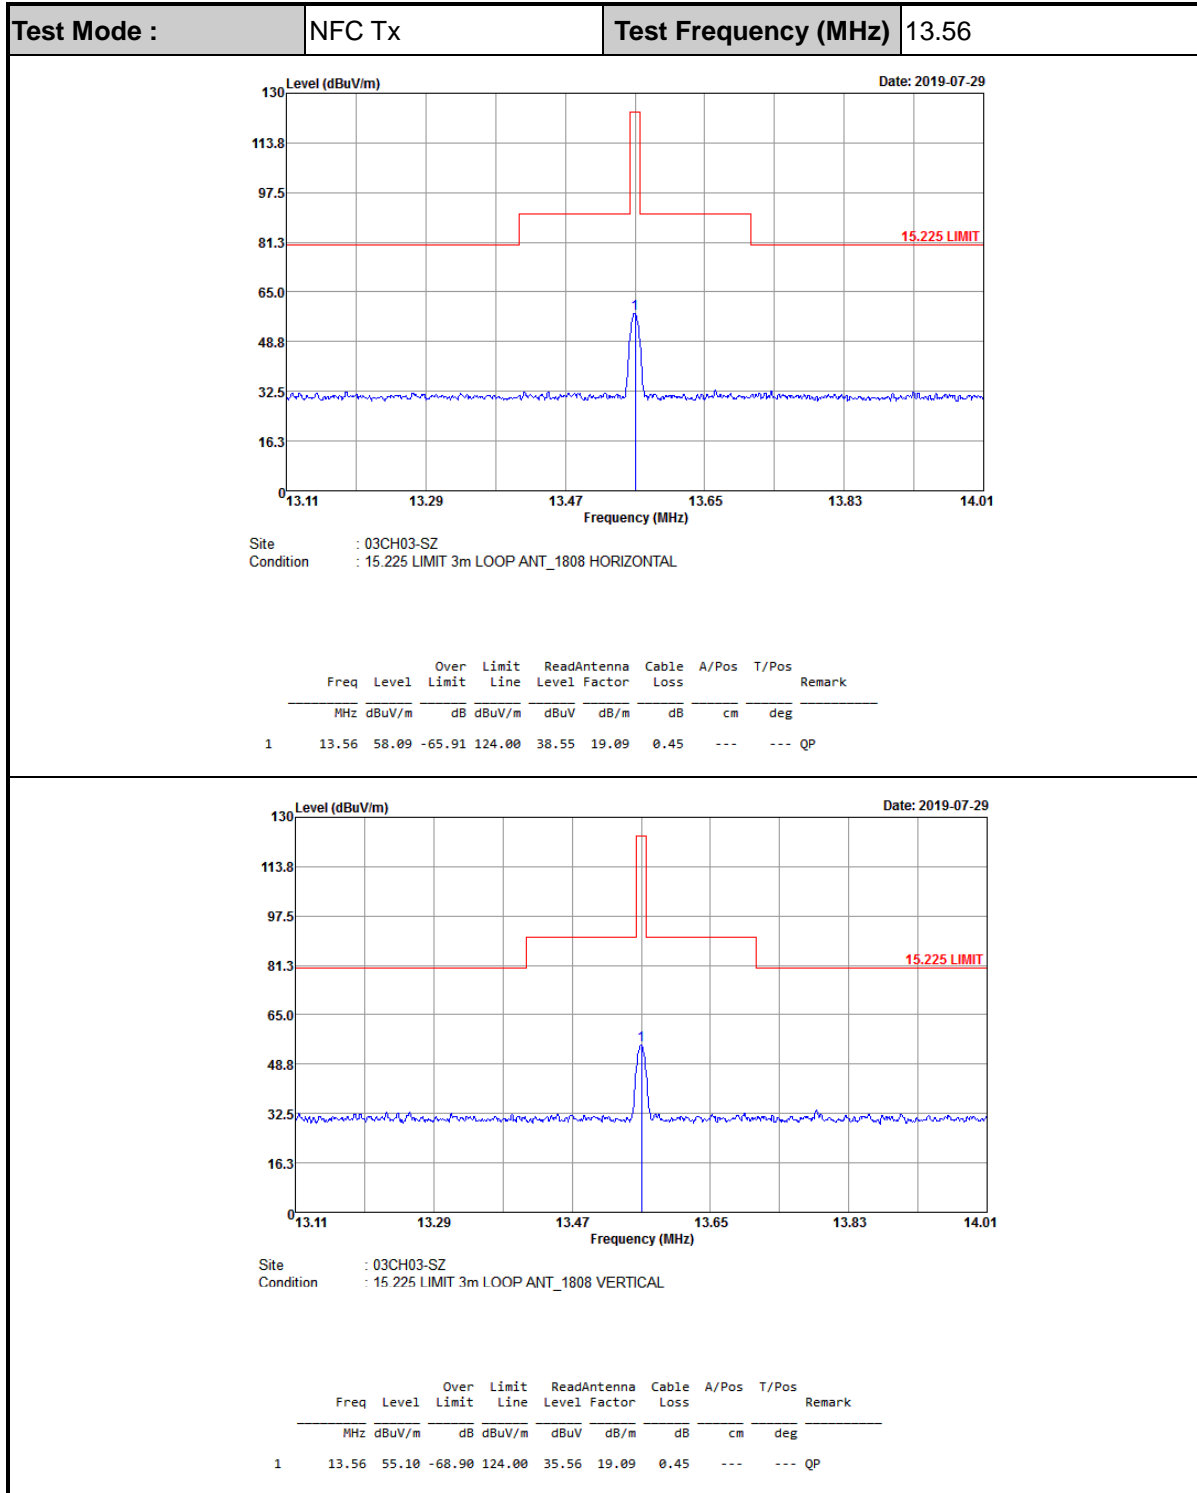 Test Mode : NFC Tx Test Frequency (MHz) 13.56
Level (dBuV/m) Date: 2019-07-29
130
113.8
97.5
81.3
15.225 LIMIT
65.0
1
48.8
32.5
16.3
0
13.11 13.29 13.47 13.65 13.83 14.01
Frequency (MHz)
Site : 03CH03-SZ
Condition : 15.225 LIMIT 3m LOOP ANT_1808 HORIZONTAL
Over Limit ReadAntenna Cable A/Pos T/Pos
Freq Level Limit Line Level Factor Loss Remark
MHz dBuV/m dB dBuV/m dBuV dB/m dB cm deg
1 13.56 58.09 -65.91 124.00 38.55 19.09 0.45 --- --- QP
Level (dBuV/m) Date: 2019-07-29
130
113.8
97.5
81.3
15.225 LIMIT
65.0
1
48.8
32.5
16.3
0
13.11 13.29 13.47 13.65 13.83 14.01
Frequency (MHz)
Site : 03CH03-SZ
Condition : 15.225 LIMIT 3m LOOP ANT_1808 VERTICAL
Over Limit ReadAntenna Cable A/Pos T/Pos
Freq Level Limit Line Level Factor Loss Remark
MHz dBuV/m dB dBuV/m dBuV dB/m dB cm deg
1 13.56 55.10 -68.90 124.00 35.56 19.09 0.45 --- --- QP